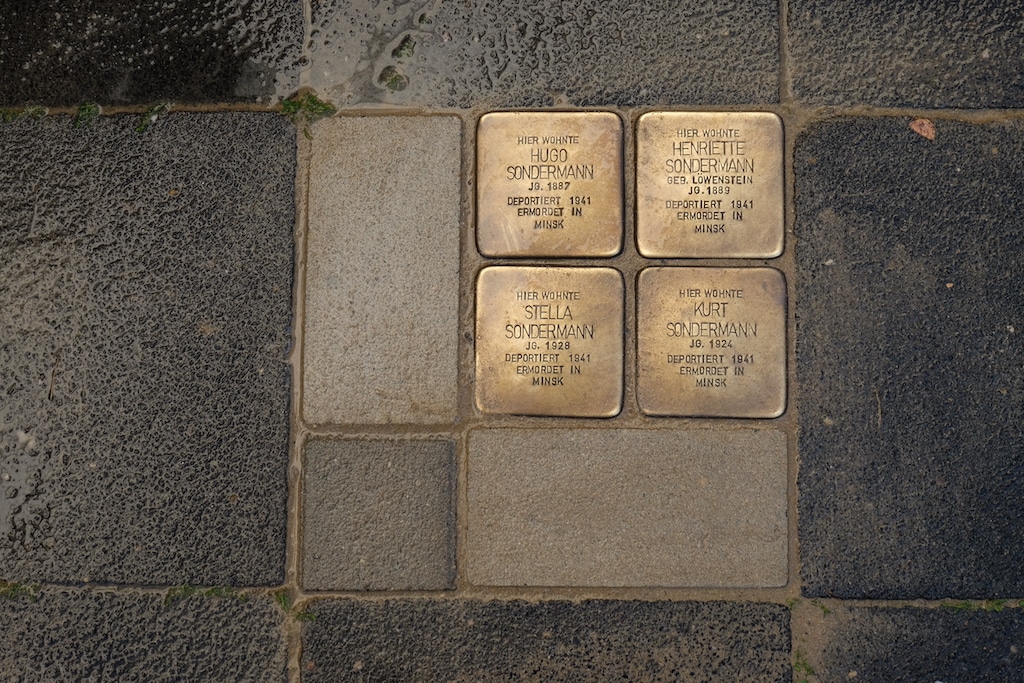 HIER WOHNTE
HUGO
SONDERMANN
JG. 1887
DEPORTIERT 1941
ERMORDET IN
MINSK
HIER WOHNTE
HENRIETTE
SONDERMANN
GEB. LÖWENSTEIN
JG. 1889
DEPORTIERT 1941
ERMORDET IN
MINSK
HIER WOHNTE
STELLA
SONDERMANN
JG. 1928
DEPORTIERT 1941
ERMORDET IN
MINSK
HIER WOHNTE
KURT
SONDERMANN
JG. 1924
DEPORTIERT 1941
ERMORDET IN
MINSK